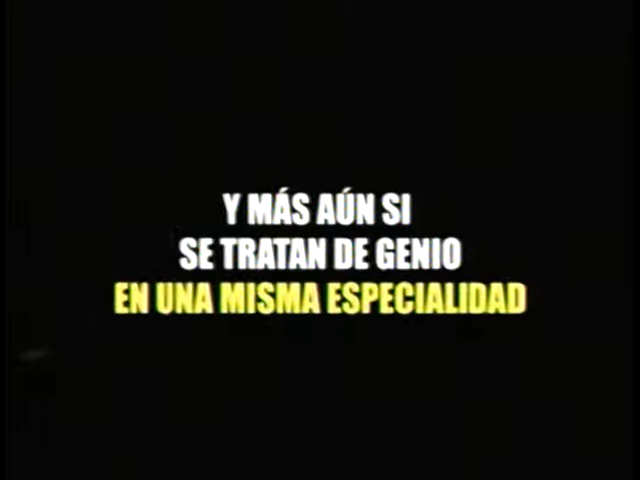 Y MÁS AÚN SI
SE TRATAN DE GENIO
EN UNA MISMA ESPECIALIDAD